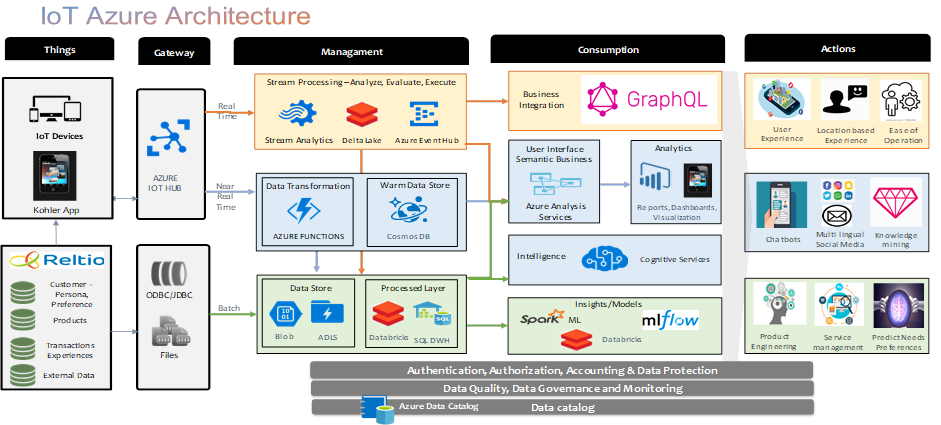 IoT Azure Architecture
Things
Gateway
Managament
Consumption
Actions
IoT Devices
Kohler App
AZURE
IOT HUB
Real
Time
Near
Real
Time
Batch
Stream Processing – Analyze, Evaluate, Execute
Stream Analytics
Delta Lake
Azure Event Hub
Data Transformation
AZURE FUNCTIONS
Warm Data Store
Cosmos DB
Business
Integration
GraphQL
User Interface
Semantic Business
Azure Analysis
Services
Analytics
Reports, Dashboards,
Visualization
Intelligence
Cognitive Services
User
Experience
Location based
Experience
Ease of
Operation
Chatbots
Multi lingual
Social Media
Knowledge
mining
Reltio
Customer –
Persona,
Preference
Products
Transactions
Experiences
External Data
ODBC/JDBC
Files
Data Store
10
01
Blob
ADLS
Processed Layer
Databricks
SQL
SQL DWH
Insights/Models
Spark ML
Databricks
mlflow
Product
Engineering
Service
management
Predict Needs
Preferences
Authentication, Authorization, Accounting & Data Protection
Data Quality, Data Governance and Monitoring
Azure Data Catalog
Data catalog